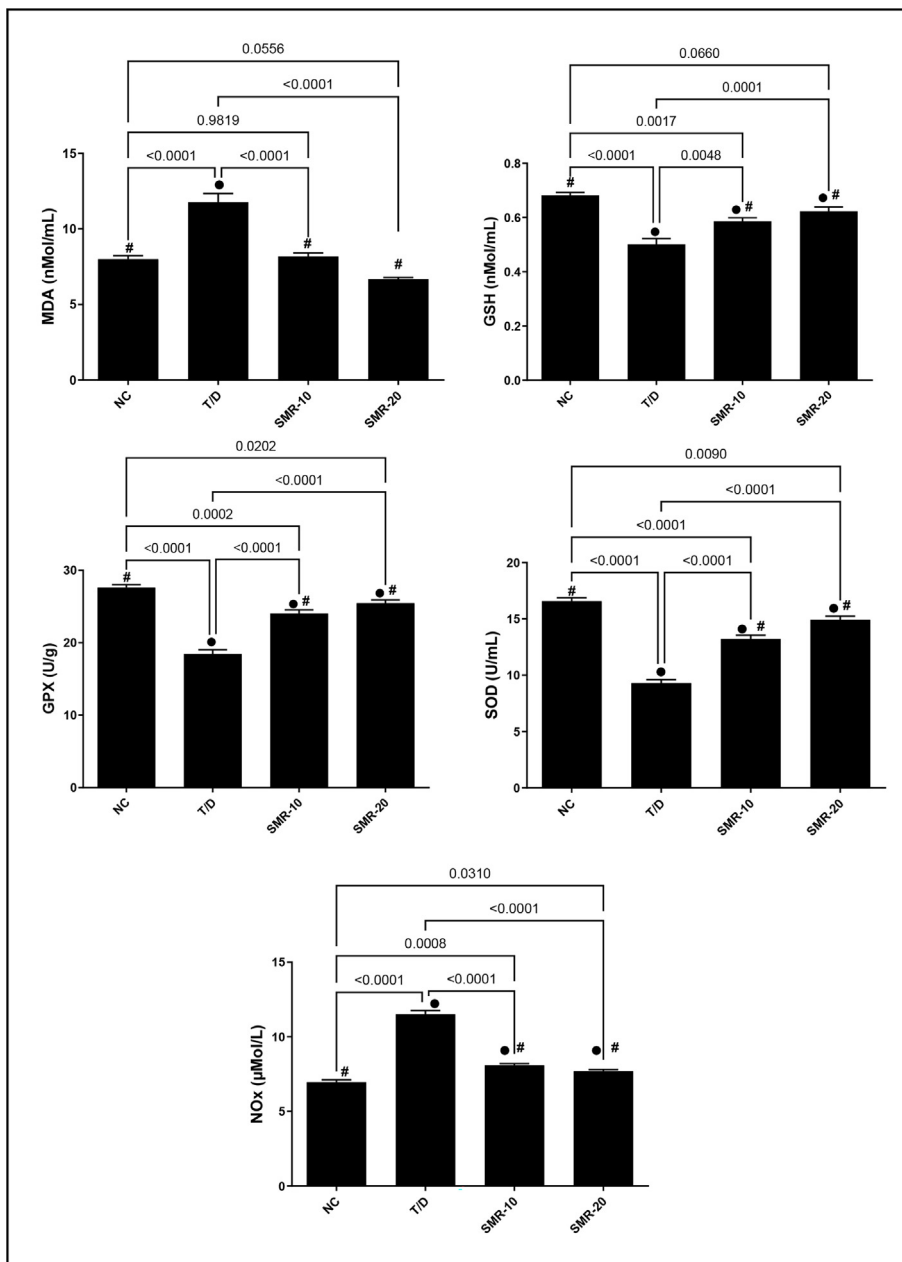 0.0556
<0.0001
0.9819
<0.0001 <0.0001
15
10
5
0
MDA (nMol/mL)
# ● # #
NC T/D SMR-10 SMR-20
0.0660
0.0001
0.0017
<0.0001 0.0048
0.8
0.6
0.4
0.2
0.0
GSH (nMol/mL)
# ● ● # ● #
NC T/D SMR-10 SMR-20
0.0202
<0.0001
0.0002
<0.0001 <0.0001
30
20
10
0
GPX (U/g)
# ● ● # ● #
NC T/D SMR-10 SMR-20
0.0090
<0.0001
<0.0001
<0.0001 <0.0001
20
15
10
5
0
SOD (U/mL)
# ● ● # ● #
NC T/D SMR-10 SMR-20
0.0310
<0.0001
0.0008
<0.0001 <0.0001
15
10
5
0
NOx (µMol/L)
# ● ● # ● #
NC T/D SMR-10 SMR-20